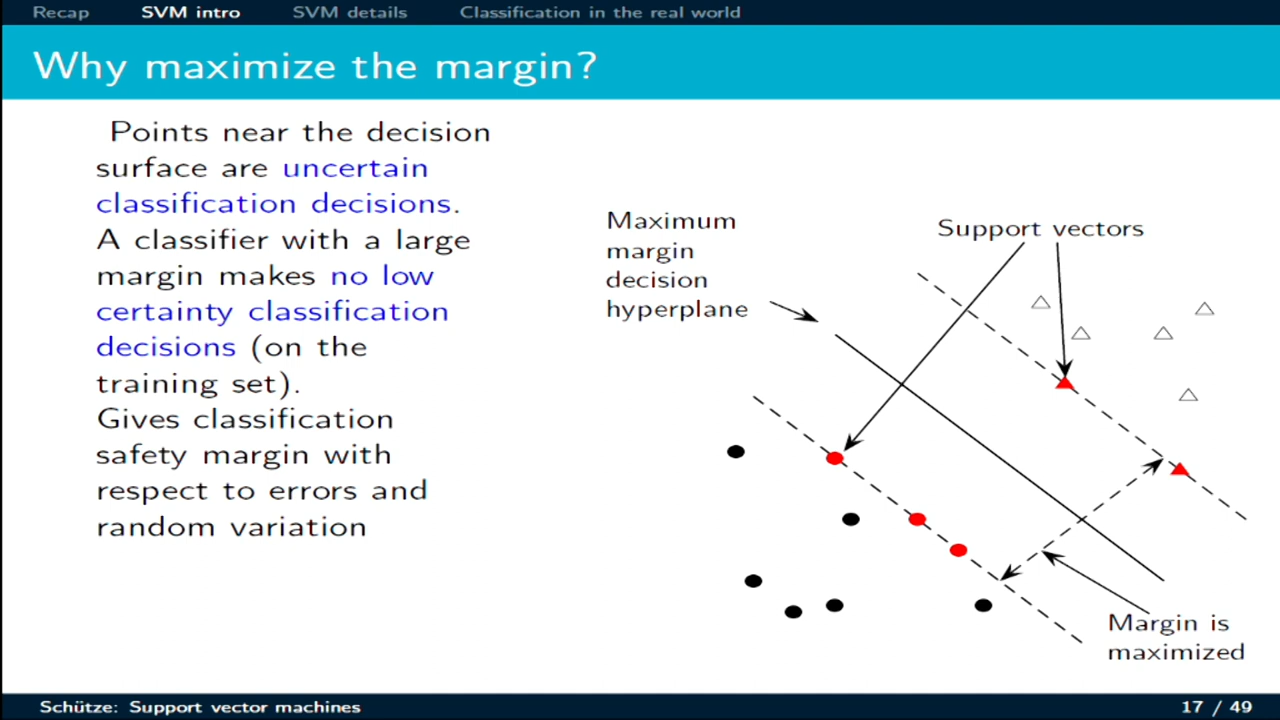 Recap SVM intro SVM details Classification in the real world
Why maximize the margin?
Points near the decision
surface are uncertain
classification decisions.
A classifier with a large
margin makes no low
certainty classification
decisions (on the
training set).
Gives classification
safety margin with
respect to errors and
random variation
Maximum
margin
decision
hyperplane
Support vectors
Margin is
maximized
Schütze: Support vector machines 17 / 49